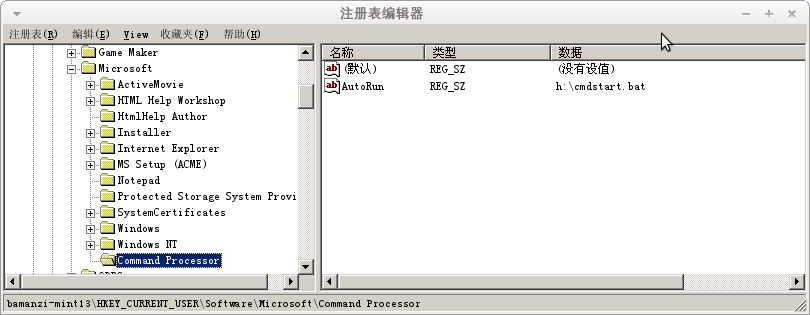 注册表编辑器
注册表(R) 编辑(E) View 收藏夹(F) 帮助(H)
Game Maker
Microsoft
ActiveMovie
HTML Help Workshop
HtmlHelp Author
Installer
Internet Explorer
MS Setup (ACME)
Notepad
Protected Storage System Provi
SystemCertificates
Windows
Windows NT
Command Processor
名称 类型 数据
(默认) REG_SZ (没有设值)
AutoRun REG_SZ h:\cmdstart.bat
bamanzi-mint13\HKEY_CURRENT_USER\Software\Microsoft\Command Processor